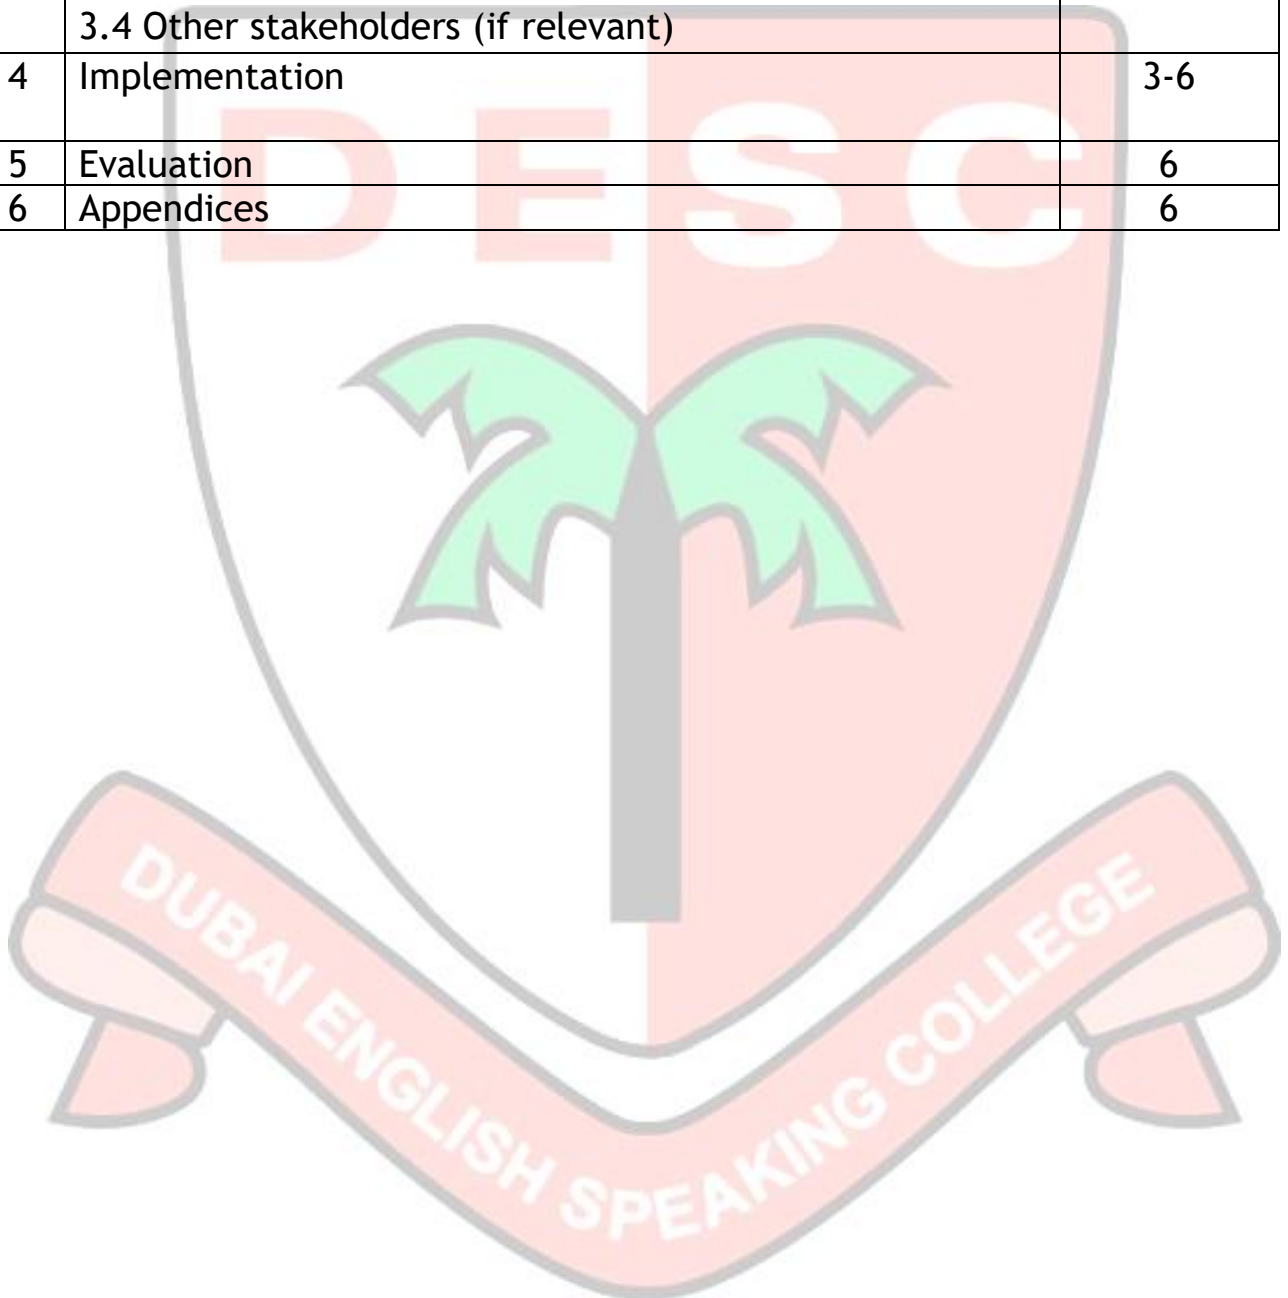 3.4 Other stakeholders (if relevant)
4 Implementation 3-6
5 Evaluation 6
6 Appendices 6
DESC
DUBAI ENGLISH SPEAKING COLLEGE